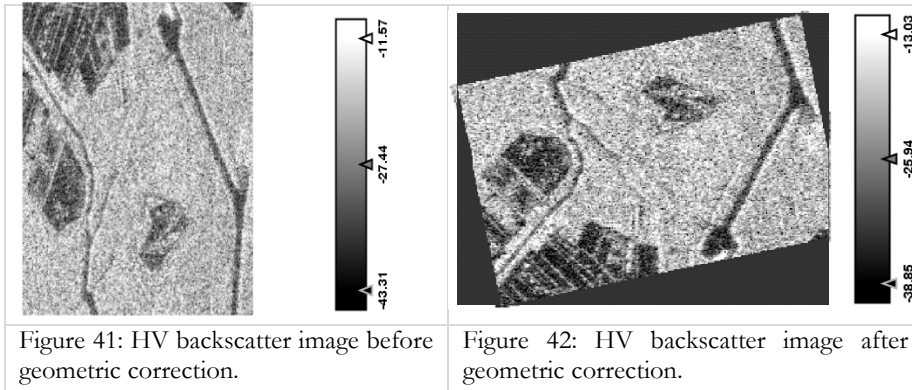 -11.57
-27.44
-43.31
-13.03
-25.94
-38.85
Figure 41: HV backscatter image before
geometric correction.
Figure 42: HV backscatter image after
geometric correction.